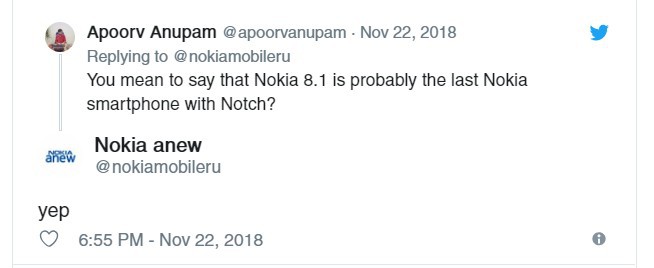 Apoorv Anupam @apoorvanupam · Nov 22, 2018
Replying to @nokiamobileru
You mean to say that Nokia 8.1 is probably the last Nokia
smartphone with Notch?
NOKIA
anew
Nokia anew
@nokiamobileru
yep
6:55 PM - Nov 22, 2018